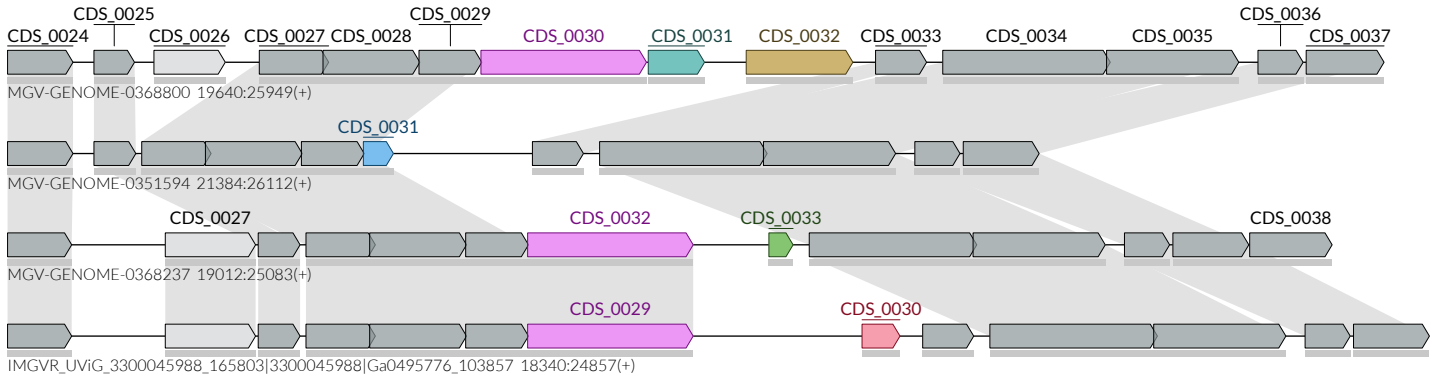 CDS_0025 CDS_0029 CDS_0036
CDS_0024 CDS_0026 CDS_0027 CDS_0028 CDS_0030 CDS_0031 CDS_0032 CDS_0033 CDS_0034 CDS_0035 CDS_0037
MGV-GENOME-0368800 19640:25949(+)
CDS_0031
MGV-GENOME-0351594 21384:26112(+)
CDS_0027 CDS_0032 CDS_0033 CDS_0038
MGV-GENOME-0368237 19012:25083(+)
CDS_0029 CDS_0030
IMGVR_UViG_3300045988_165803|3300045988|Ga0495776_103857 18340:24857(+)